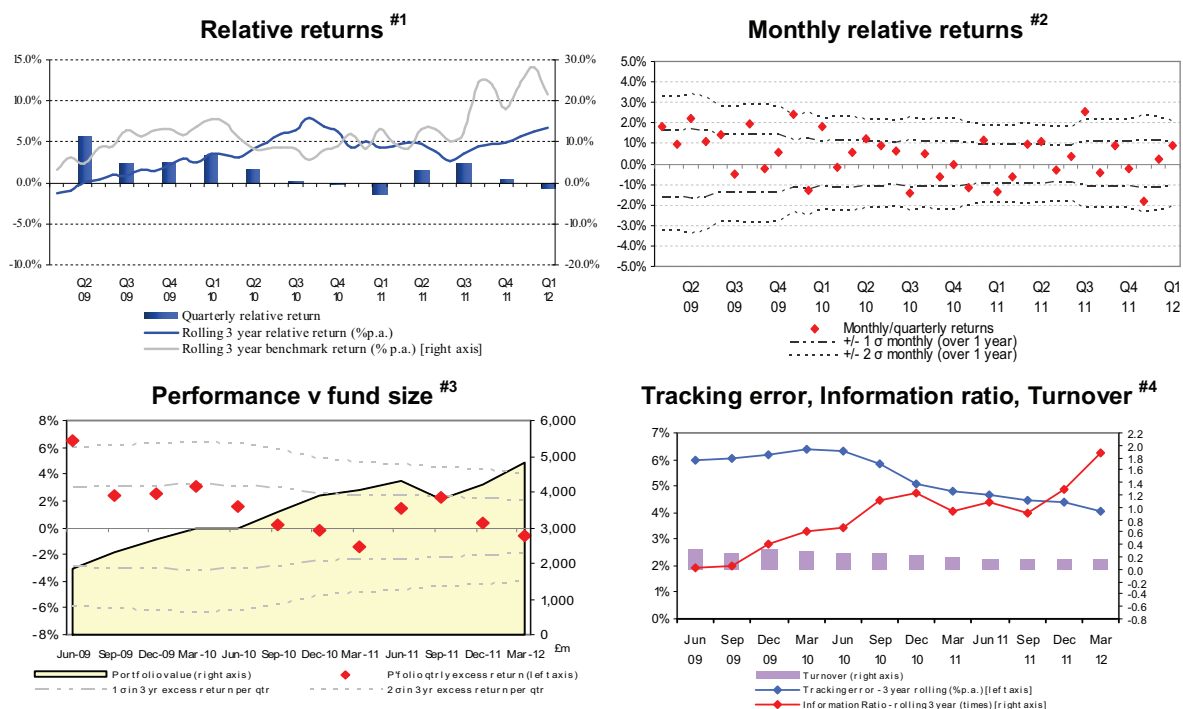 Relative returns #1
15.0%
10.0%
5.0%
0.0%
-5.0%
-10.0%
30.0%
20.0%
10.0%
0.0%
-10.0%
-20.0%
Q2 Q3 Q4 Q1 Q2 Q3 Q4 Q1 Q2 Q3 Q4 Q1
09 09 09 10 10 10 10 11 11 11 11 12
Quarterly relative return
Rolling 3 year relative return (%p.a.)
Rolling 3 year benchmark return (% p.a.) [right axis]
Monthly relative returns #2
5.0%
4.0%
3.0%
2.0%
1.0%
0.0%
-1.0%
-2.0%
-3.0%
-4.0%
-5.0%
Q2 Q3 Q4 Q1 Q2 Q3 Q4 Q1 Q2 Q3 Q4 Q1
09 09 09 10 10 10 10 11 11 11 11 12
Monthly/quarterly returns
+/- 1 σ monthly (over 1 year)
+/- 2 σ monthly (over 1 year)
Performance v fund size #3
8%
6%
4%
2%
0%
-2%
-4%
-6%
-8%
6,000
5,000
4,000
3,000
2,000
1,000
0
Jun-09 Sep-09 Dec-09 Mar-10 Jun-10 Sep-10 Dec-10 Mar-11 Jun-11 Sep-11 Dec-11 Mar-12 £m
Portfolio value (right axis)
P'folio qtrly excess return (left axis)
1 σ in 3 yr excess return per qtr
2 σ in 3 yr excess return per qtr
Tracking error, Information ratio, Turnover #4
7%
6%
5%
4%
3%
2%
1%
0%
2.2
2.0
1.8
1.6
1.4
1.2
1.0
0.8
0.6
0.4
0.2
0.0
-0.2
-0.4
-0.6
-0.8
Jun Sep Dec Mar Jun Sep Dec Mar Jun 11 Sep Dec Mar
09 09 09 10 10 10 10 11 11 11 12
Turnover (right axis)
Tracking error - 3 year rolling (%p.a.) [left axis]
Information Ratio - rolling 3 year (times) [right axis]